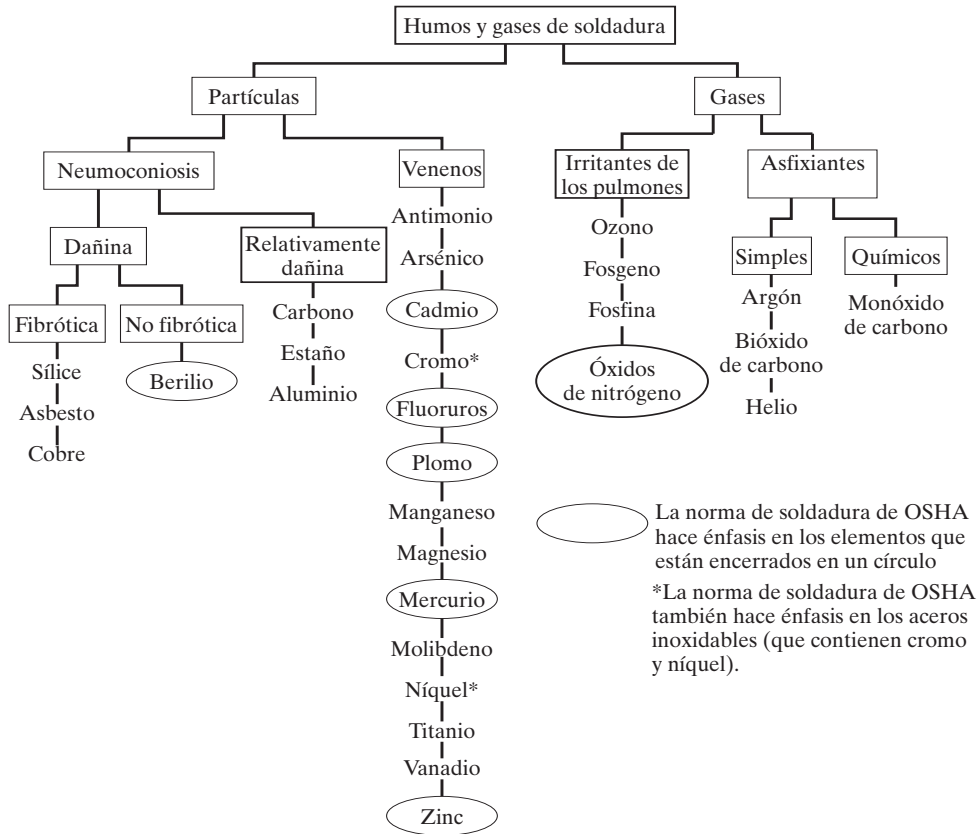 Humos y gases de soldadura
Partículas
Gases
Neumoconiosis
Venenos
Irritantes de
los pulmones
Asfixiantes
Dañina
Relativamente
dañina
Fibrótica
No fibrótica
Sílice
Asbesto
Cobre
Berilio
Carbono
Estaño
Aluminio
Antimonio
Arsénico
Cadmio
Cromo*
Fluoruros
Plomo
Manganeso
Magnesio
Mercurio
Molibdeno
Níquel*
Titanio
Vanadio
Zinc
Ozono
Fosgeno
Fosfina
Óxidos
de nitrógeno
Simples
Químicos
Argón
Bióxido
de carbono
Helio
Monóxido
de carbono
La norma de soldadura de OSHA
hace énfasis en los elementos que
están encerrados en un círculo
*La norma de soldadura de OSHA
también hace énfasis en los aceros
inoxidables (que contienen cromo
y níquel).